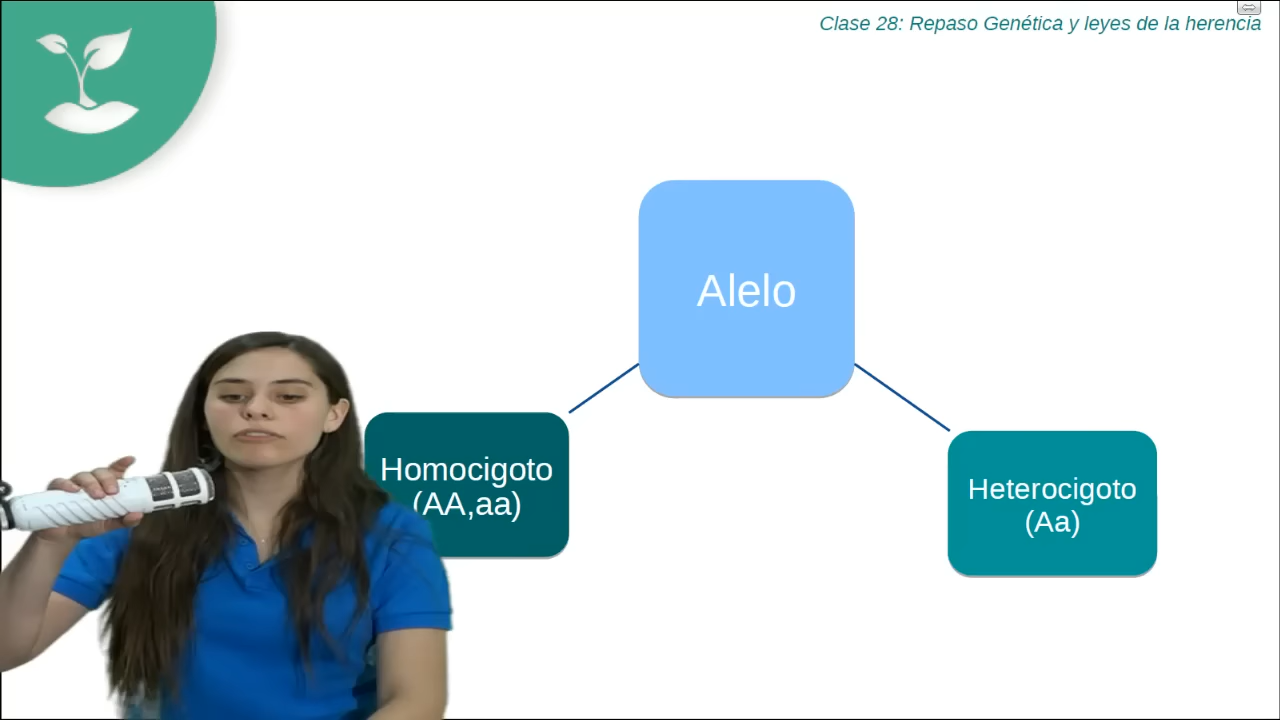 Clase 28: Repaso Genética y leyes de la herencia
Alelo
Homocigoto
(AA,aa)
Heterocigoto
(Aa)